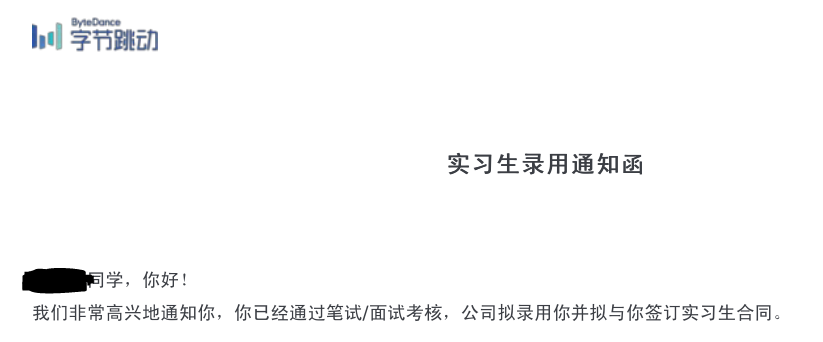 ByteDance
字节跳动
实习生录用通知函
同学，你好！
我们非常高兴地通知你，你已经通过笔试/面试考核，公司拟录用你并拟与你签订实习生合同。